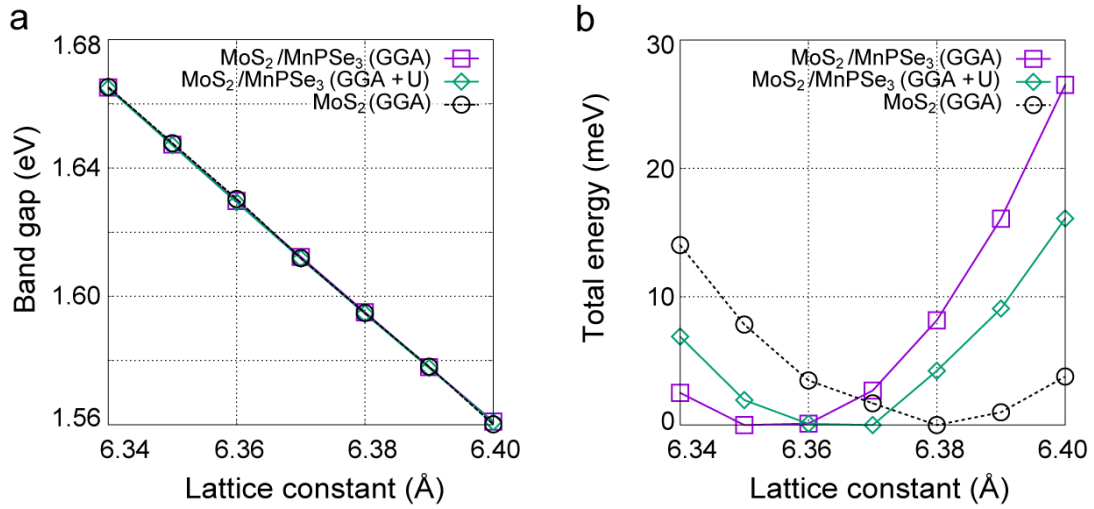 a
1.68
1.64
1.60
1.56
Band gap (eV)
MoS₂/MnPSe₃ (GGA)
MoS₂/MnPSe₃ (GGA +U)
MoS₂ (GGA)
6.34
6.36
6.38
6.40
Lattice constant (Å)
b
30
20
10
0
Total energy (meV)
MoS₂/MnPSe₃ (GGA)
MoS₂/MnPSe₃ (GGA +U)
MoS₂ (GGA)
6.34
6.36
6.38
6.40
Lattice constant (Å)